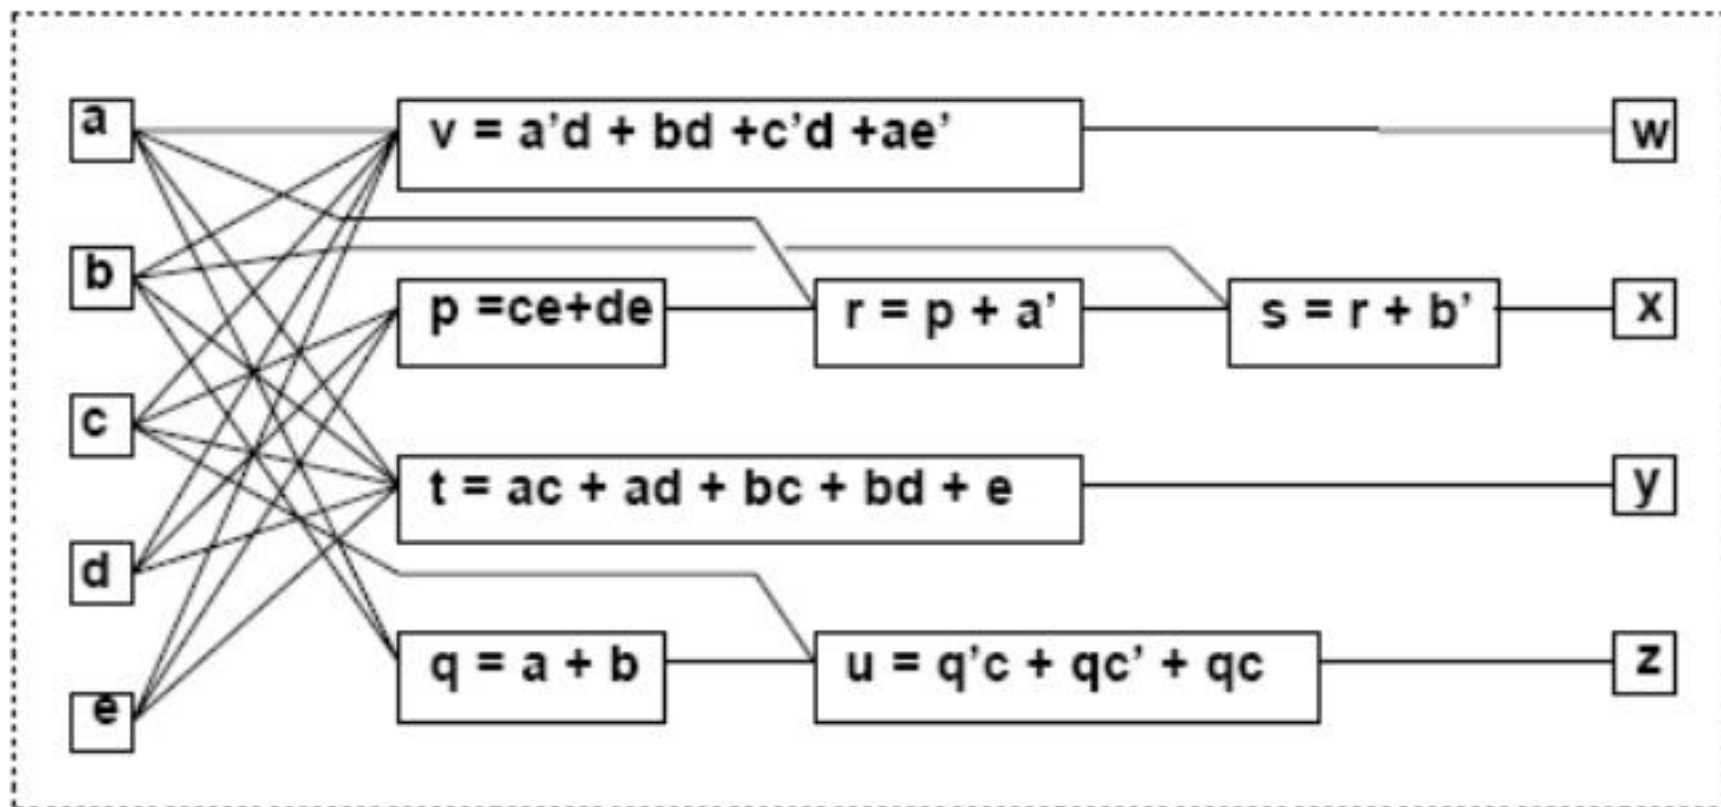 a
v = a’d + bd +c’d +ae’
w
b
p =ce+de
r = p + a’
s = r + b’
x
c
t = ac + ad + bc + bd + e
y
d
q = a + b
u = q’c + qc’ + qc
z
e